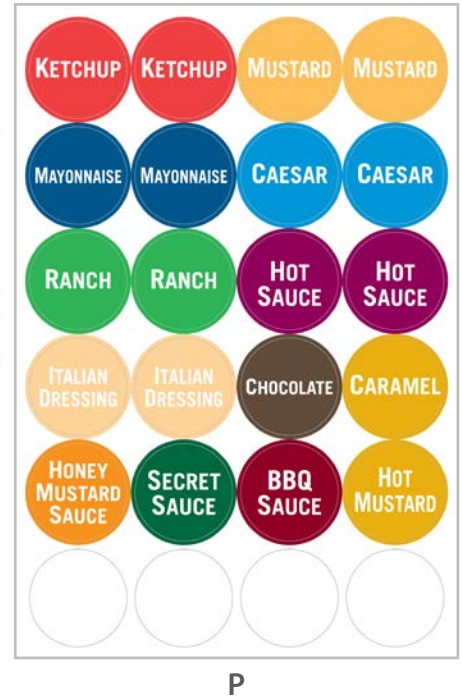 KETCHUP KETCHUP MUSTARD MUSTARD
MAYONNAISE MAYONNAISE CAESAR CAESAR
RANCH RANCH HOT SAUCE HOT SAUCE
ITALIAN DRESSING ITALIAN DRESSING CHOCOLATE CARAMEL
HONEY MUSTARD SAUCE SECRET SAUCE BBQ SAUCE HOT MUSTARD
P